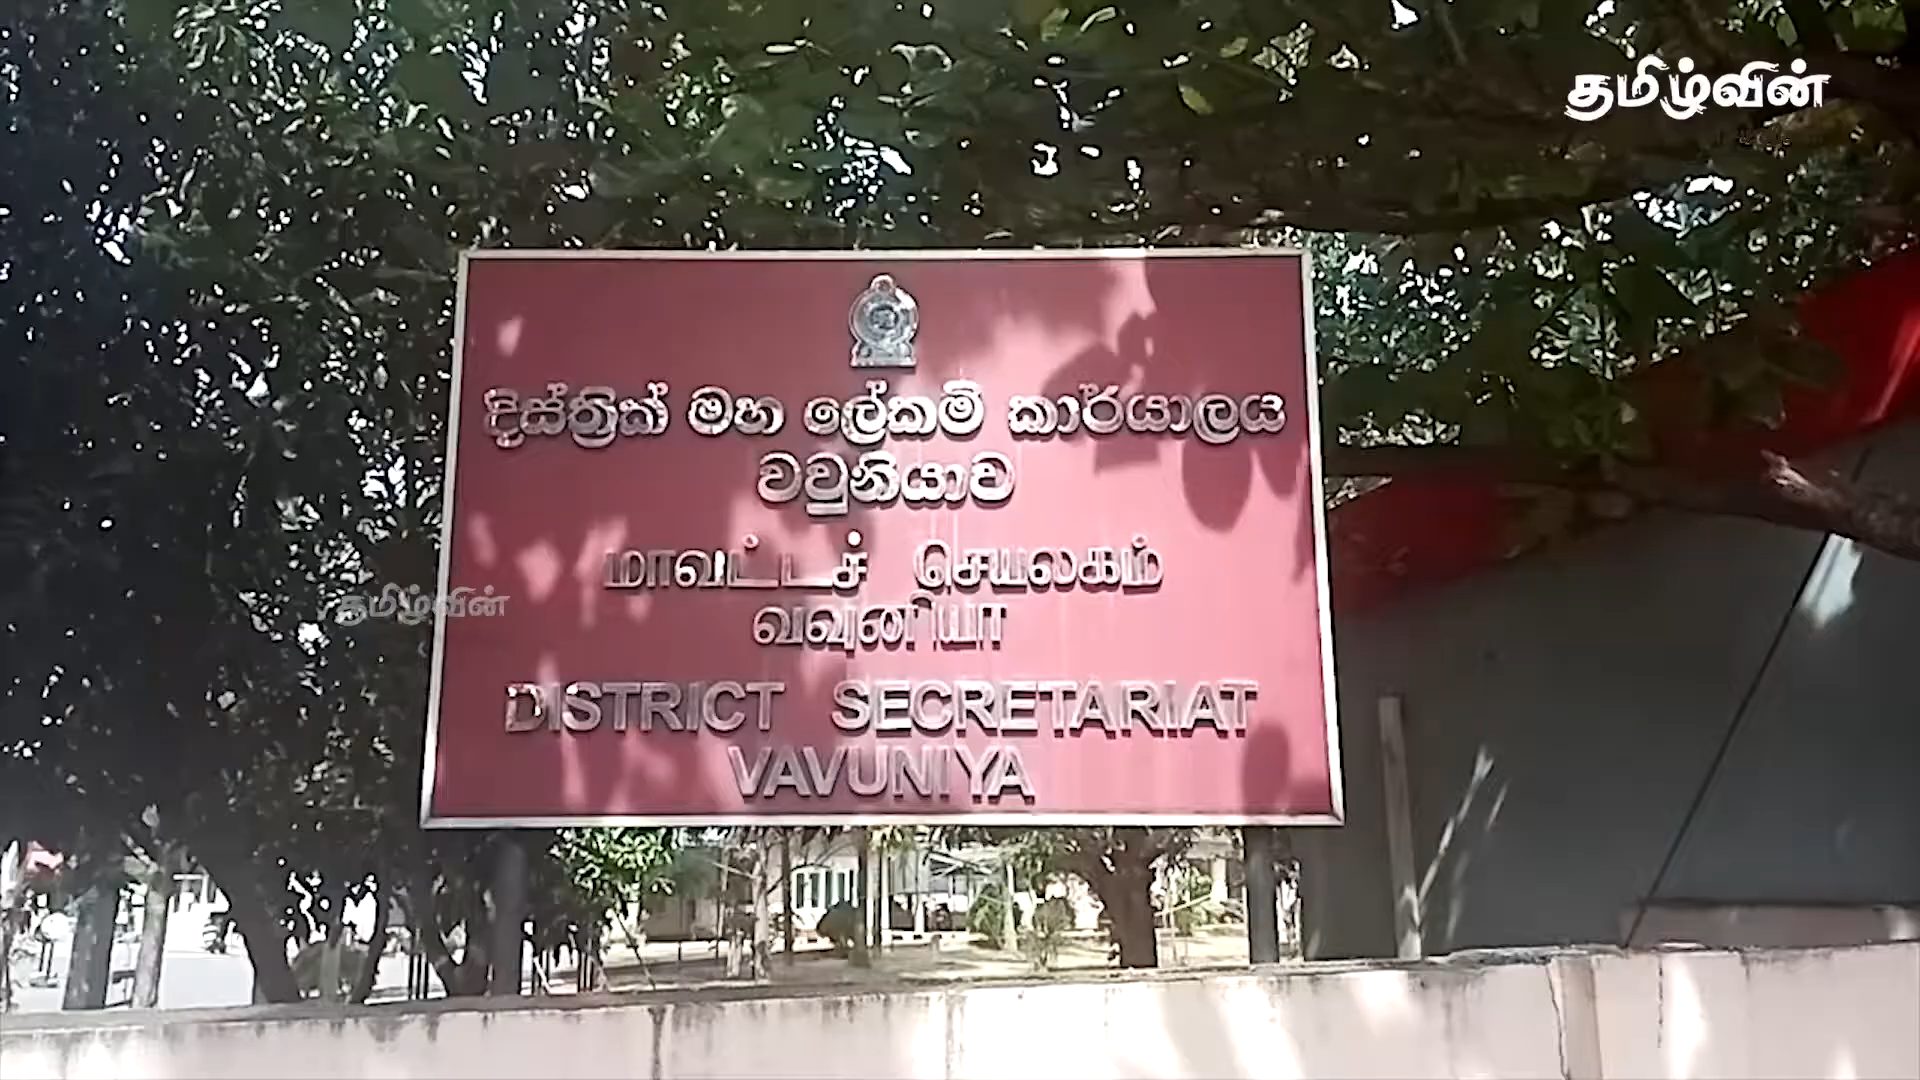 தமிழ்வின்
දිස්ත්‍රික් මහ ලේකම් කාර්යාලය
වවුනියාව
மாவட்டச் செயலகம்
வவுனியா
தமிழ்வின்
DISTRICT SECRETARIAT
VAVUNIYA